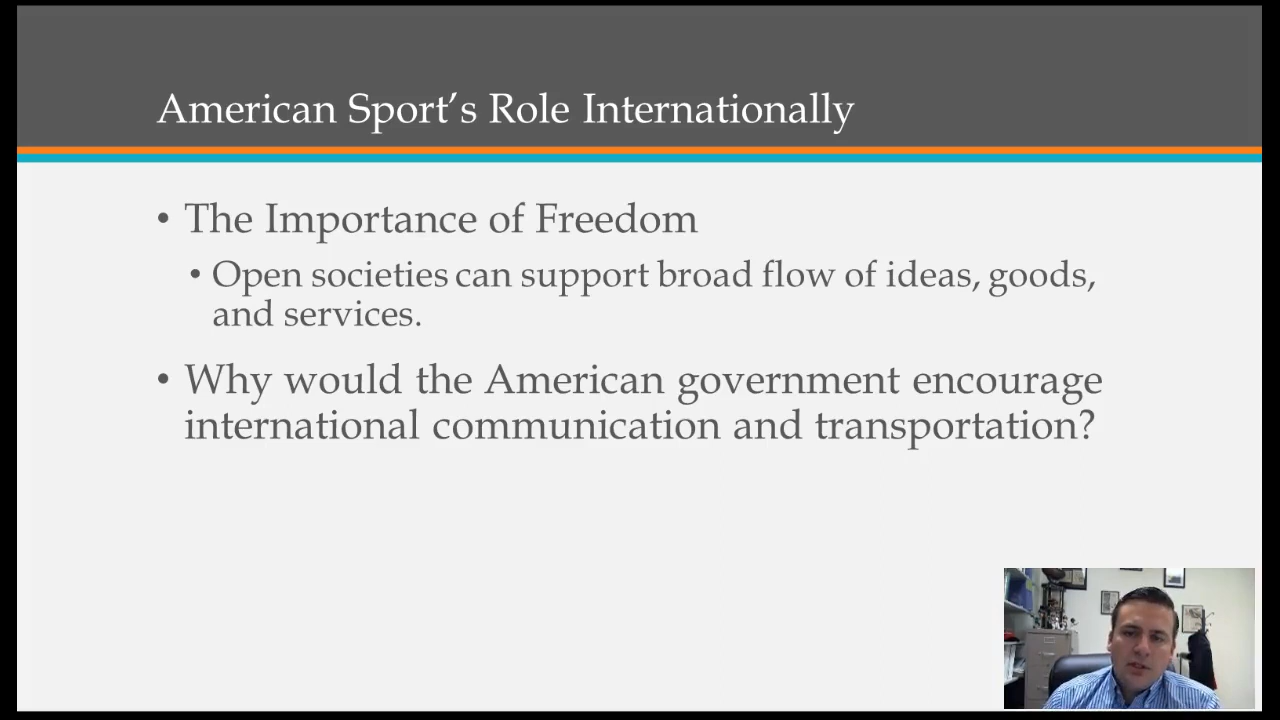 American Sport’s Role Internationally
• The Importance of Freedom
• Open societies can support broad flow of ideas, goods,
and services.
• Why would the American government encourage
international communication and transportation?